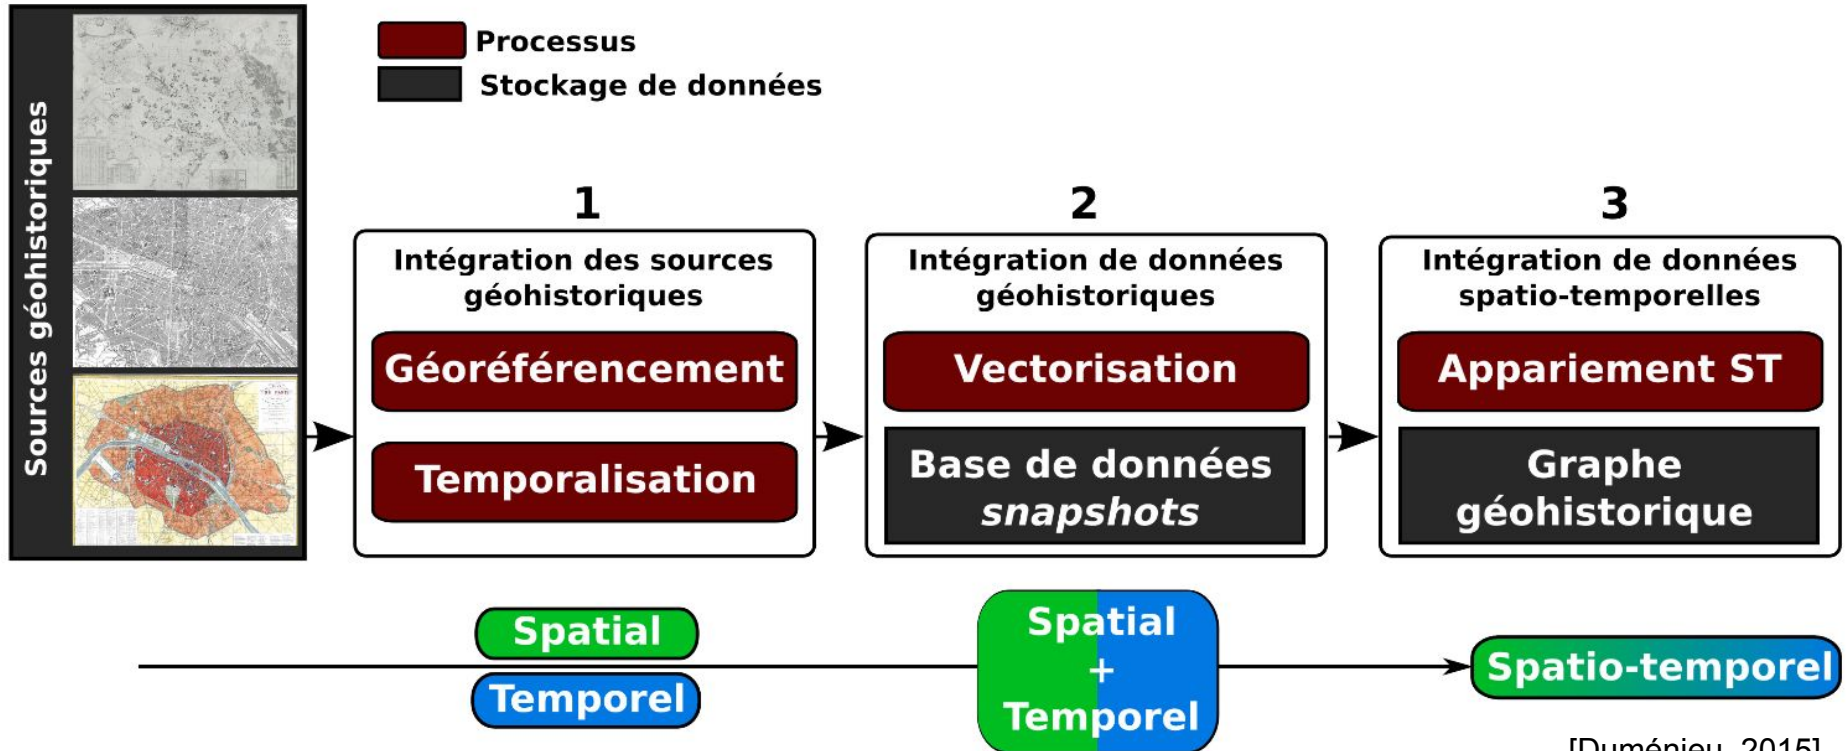 Sources géohistoriques
Processus
Stockage de données
1
Intégration des sources
géohistoriques
Géoréférencement
Temporalisation
2
Intégration de données
géohistoriques
Vectorisation
Base de données
snapshots
3
Intégration de données
spatio-temporelles
Appariement ST
Graphe
géohistorique
Spatial
Temporel
Spatial
+
Temporel
Spatio-temporel
[Duménieu, 2015]